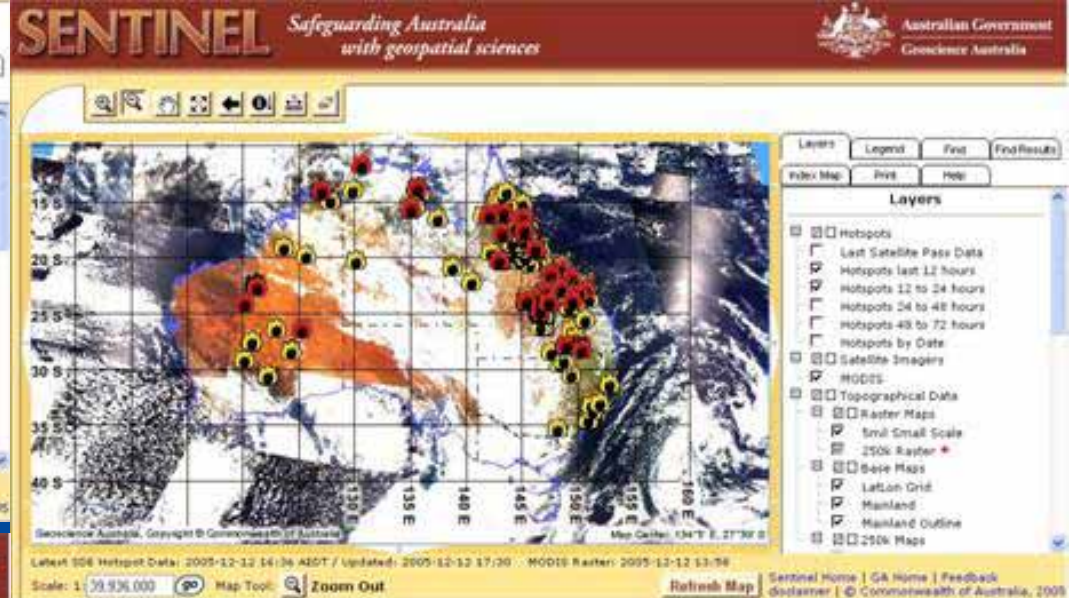 SENTINEL
Safeguarding Australia
with geospatial sciences
Australian Government
Geoscience Australia
Layers
Legend
Find
Find Results
Index Map
Print
Help
Layers
Hotspots
Last Satellite Pass Data
Hotspots last 12 hours
Hotspots 12 to 24 hours
Hotspots 24 to 48 hours
Hotspots 48 to 72 hours
Hotspots by Date
Satellite Imagery
MODIS
Topographical Data
Raster Maps
5mil Small Scale
250k Raster *
Base Maps
LatLon Grid
Mainland
Mainland Outline
250k Maps
15 S
20 S
25 S
30 S
35 S
40 S
130 E
135 E
140 E
145 E
150 E
155 E
160 E
Geoscience Australia, Copyright © Commonwealth of Australia
Latest SDE Hotspot Data: 2005-12-12 16:36 AEDT / Updated: 2005-12-12 17:30 MODIS Raster: 2005-12-12 13:56
Scale: 1: 39,936,000 go Map Tool: Zoom Out
Refresh Map
Sentinel Home | GA Home | Feedback
disclaimer | © Commonwealth of Australia, 2005